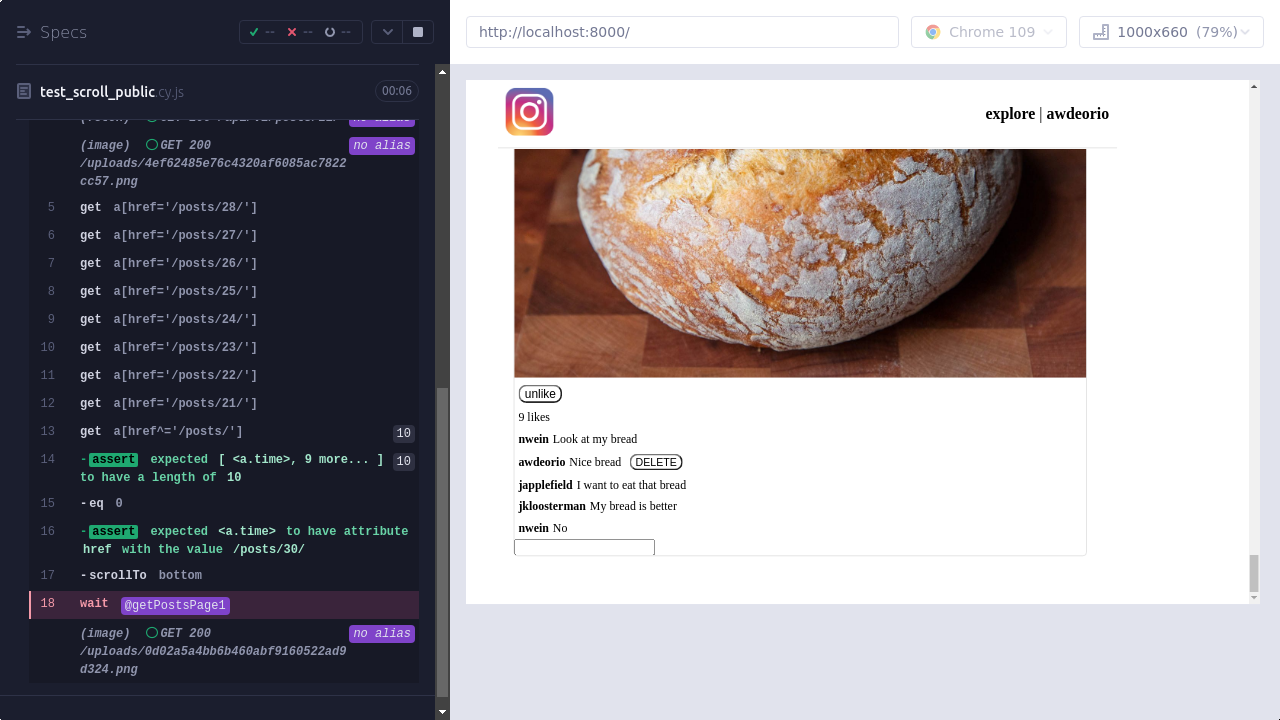 Specs
-- -- --
http://localhost:8000/
Chrome 109
1000x660 (79%)
test_scroll_public.cy.js
00:06
(image) GET 200 no alias
/uploads/4ef62485e76c4320af6085ac7822
cc57.png
5 get a[href='/posts/28/']
6 get a[href='/posts/27/']
7 get a[href='/posts/26/']
8 get a[href='/posts/25/']
9 get a[href='/posts/24/']
10 get a[href='/posts/23/']
11 get a[href='/posts/22/']
12 get a[href='/posts/21/']
13 get a[href^='/posts/'] 10
14 -assert expected [ <a.time>, 9 more... ] 10
to have a length of 10
15 -eq 0
16 -assert expected <a.time> to have attribute
href with the value /posts/30/
17 -scrollTo bottom
18 wait @getPostsPage1
(image) GET 200 no alias
/uploads/0d02a5a4bb6b460abf9160522ad9
d324.png
explore | awdeorio
unlike
9 likes
nwein Look at my bread
awdeorio Nice bread DELETE
japplefield I want to eat that bread
jkloosterman My bread is better
nwein No